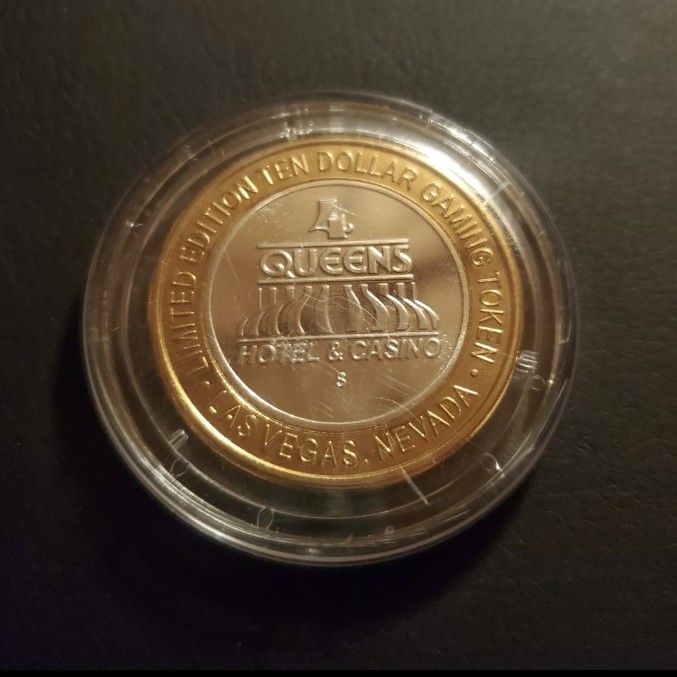 LIMITED EDITION TEN DOLLAR GAMING TOKEN
4
QUEENS
HOTEL & CASINO
S
• LAS VEGAS, NEVADA •